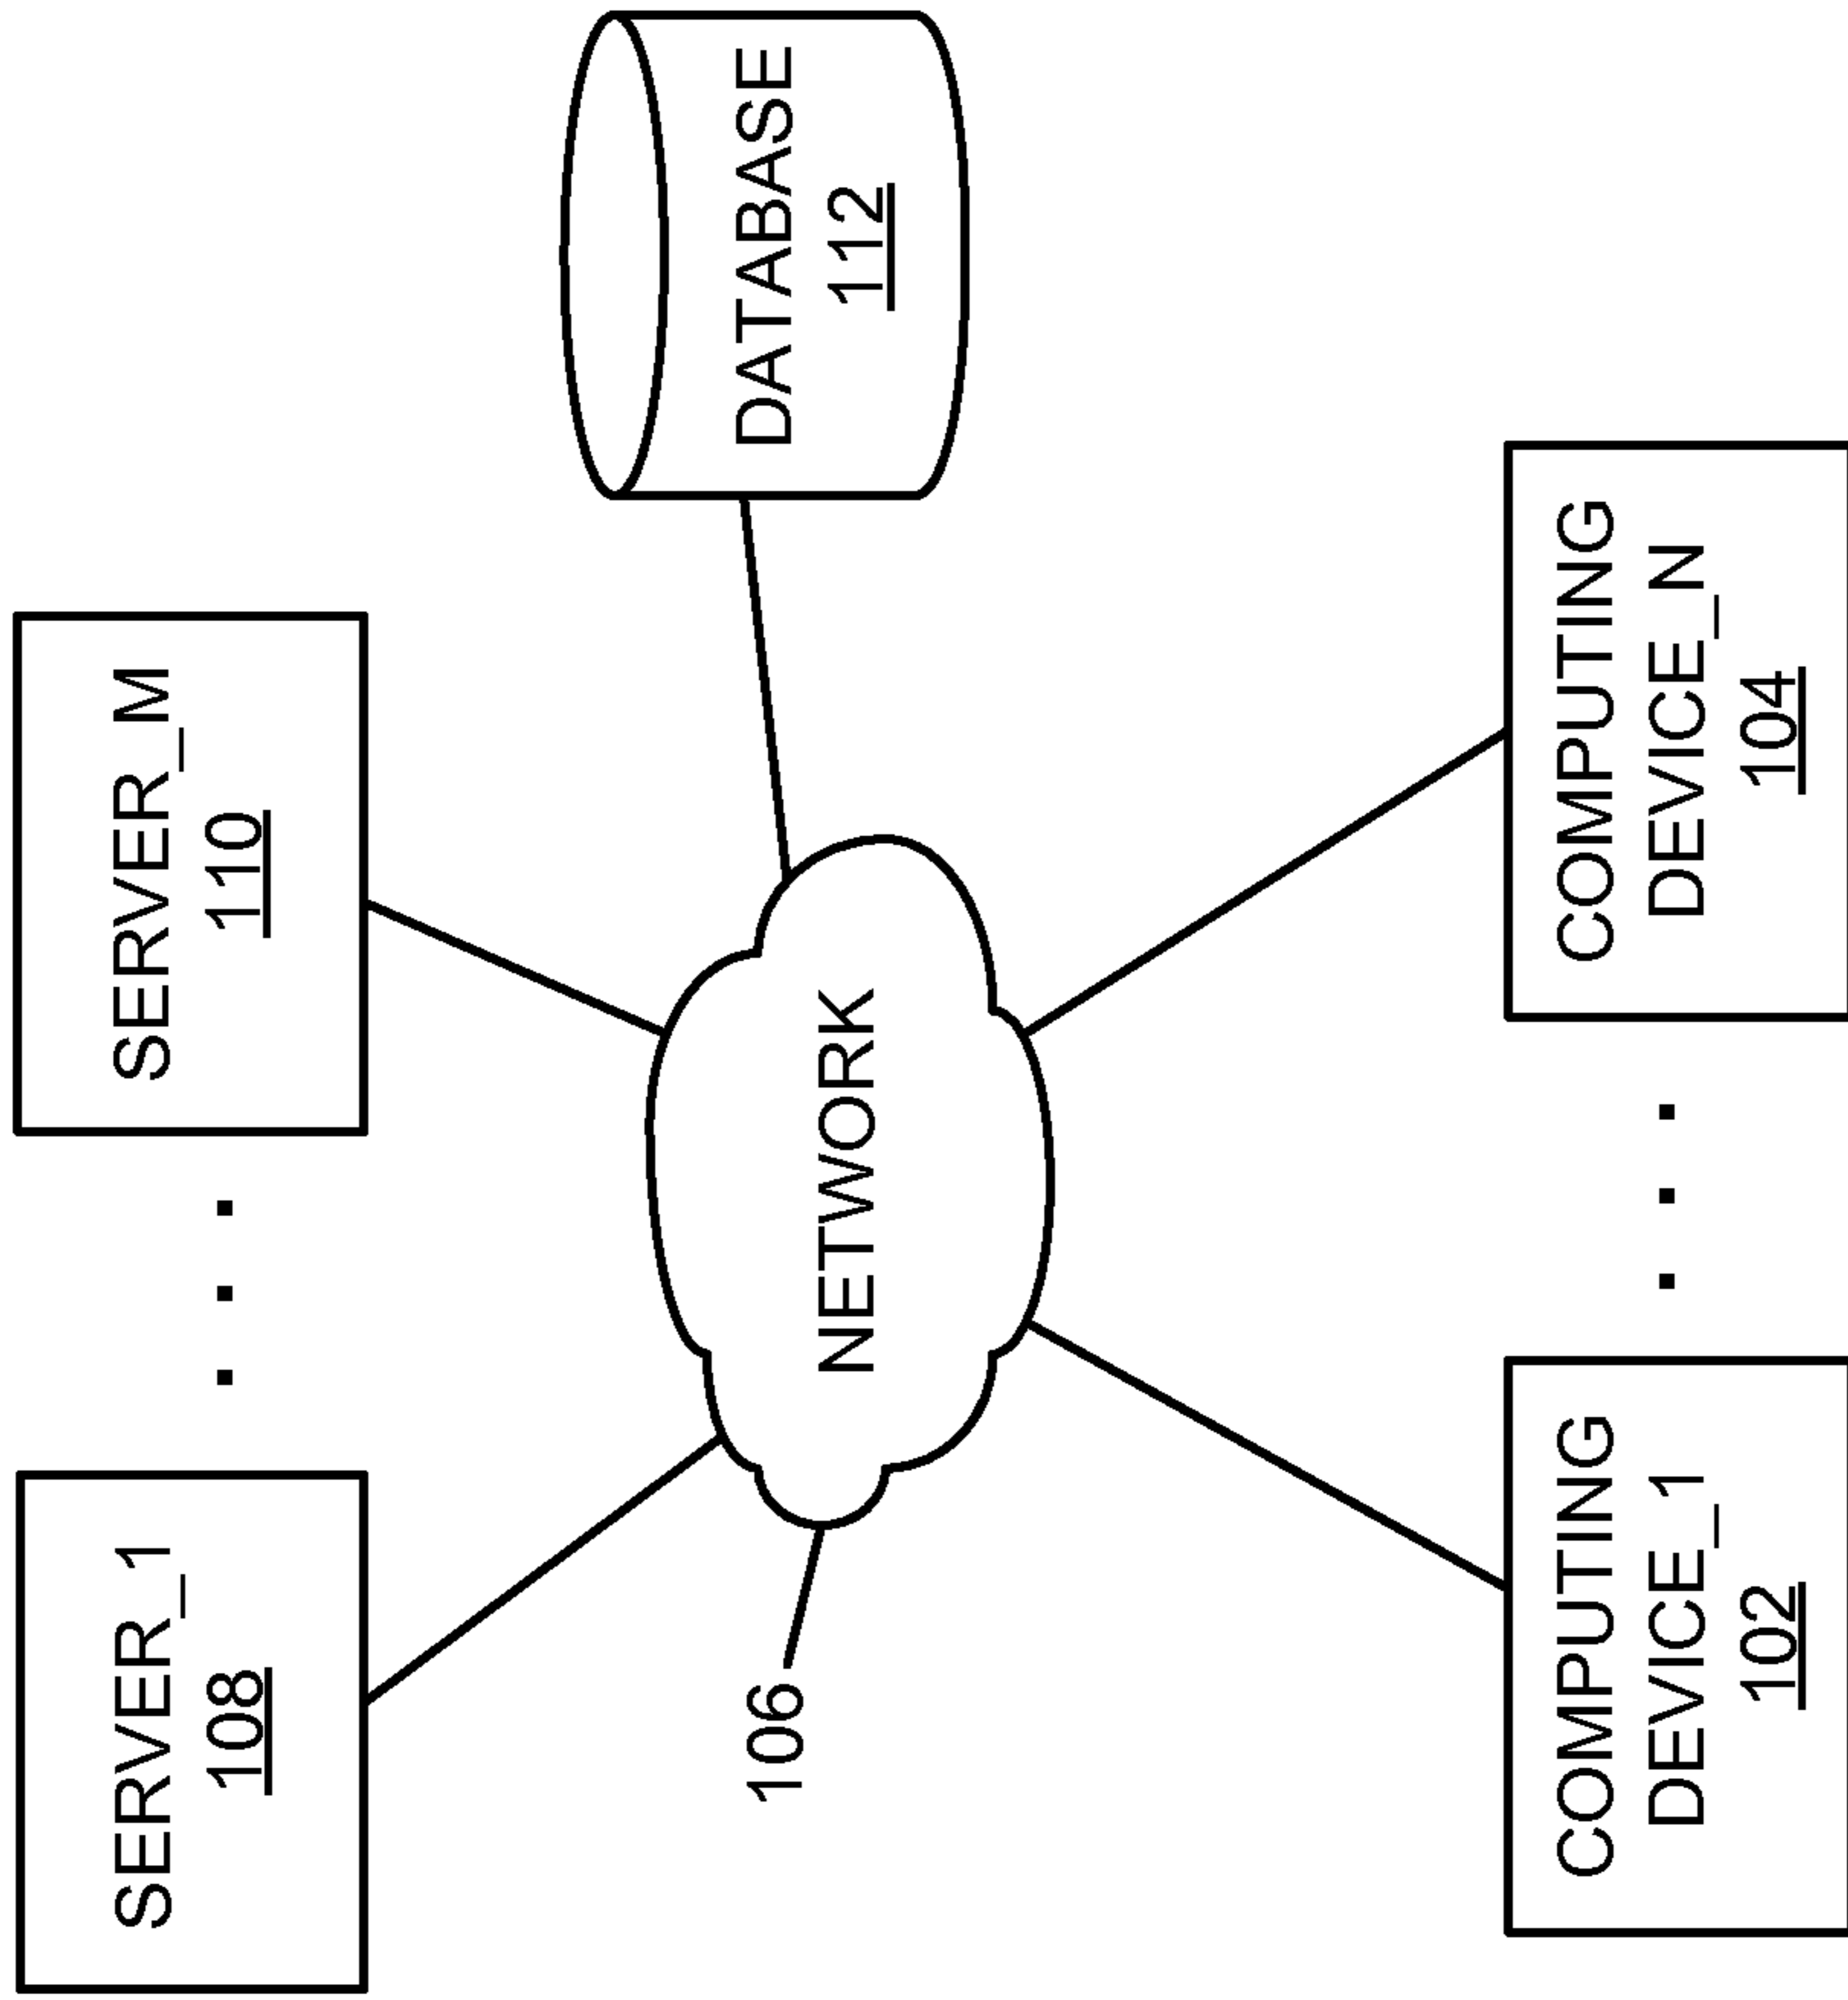 SERVER_1
108
SERVER_M
110
DATABASE
112
NETWORK
106
COMPUTING
DEVICE_1
102
COMPUTING
DEVICE_N
104